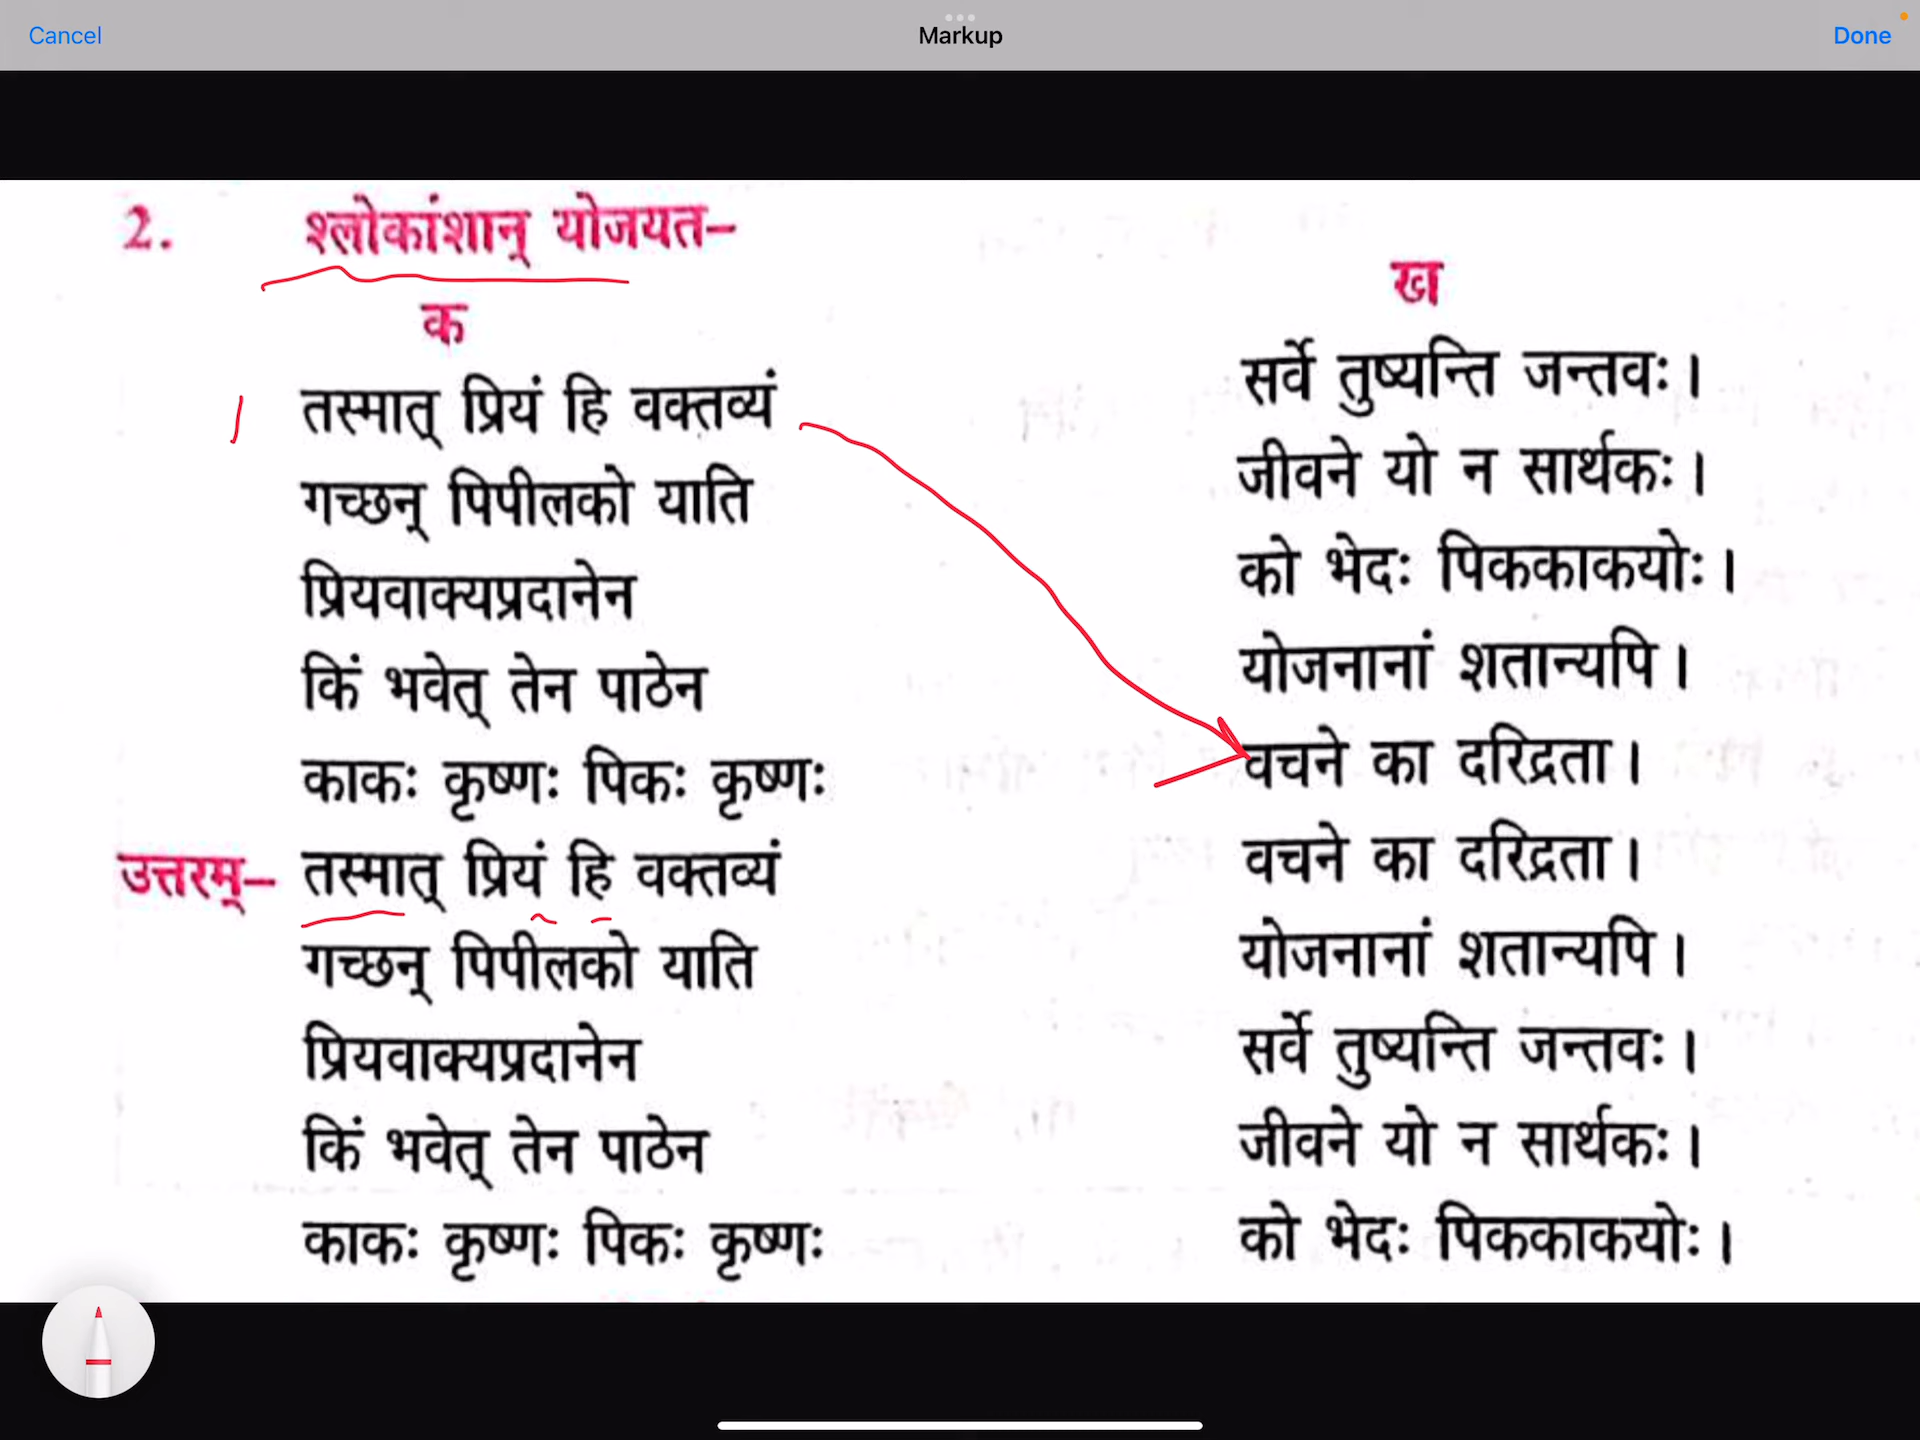 Cancel Markup Done
2. श्लोकांशान् योजयत–
क ख
तस्मात् प्रियं हि वक्तव्यं सर्वे तुष्यन्ति जन्तवः।
गच्छन् पिपीलको याति जीवने यो न सार्थकः।
प्रियवाक्यप्रदानेन को भेदः पिककाकयोः।
किं भवेत् तेन पाठेन योजनानां शतान्यपि।
काकः कृष्णः पिकः कृष्णः वचने का दरिद्रता।
उत्तरम्– तस्मात् प्रियं हि वक्तव्यं वचने का दरिद्रता।
गच्छन् पिपीलको याति योजनानां शतान्यपि।
प्रियवाक्यप्रदानेन सर्वे तुष्यन्ति जन्तवः।
किं भवेत् तेन पाठेन जीवने यो न सार्थकः।
काकः कृष्णः पिकः कृष्णः को भेदः पिककाकयोः।